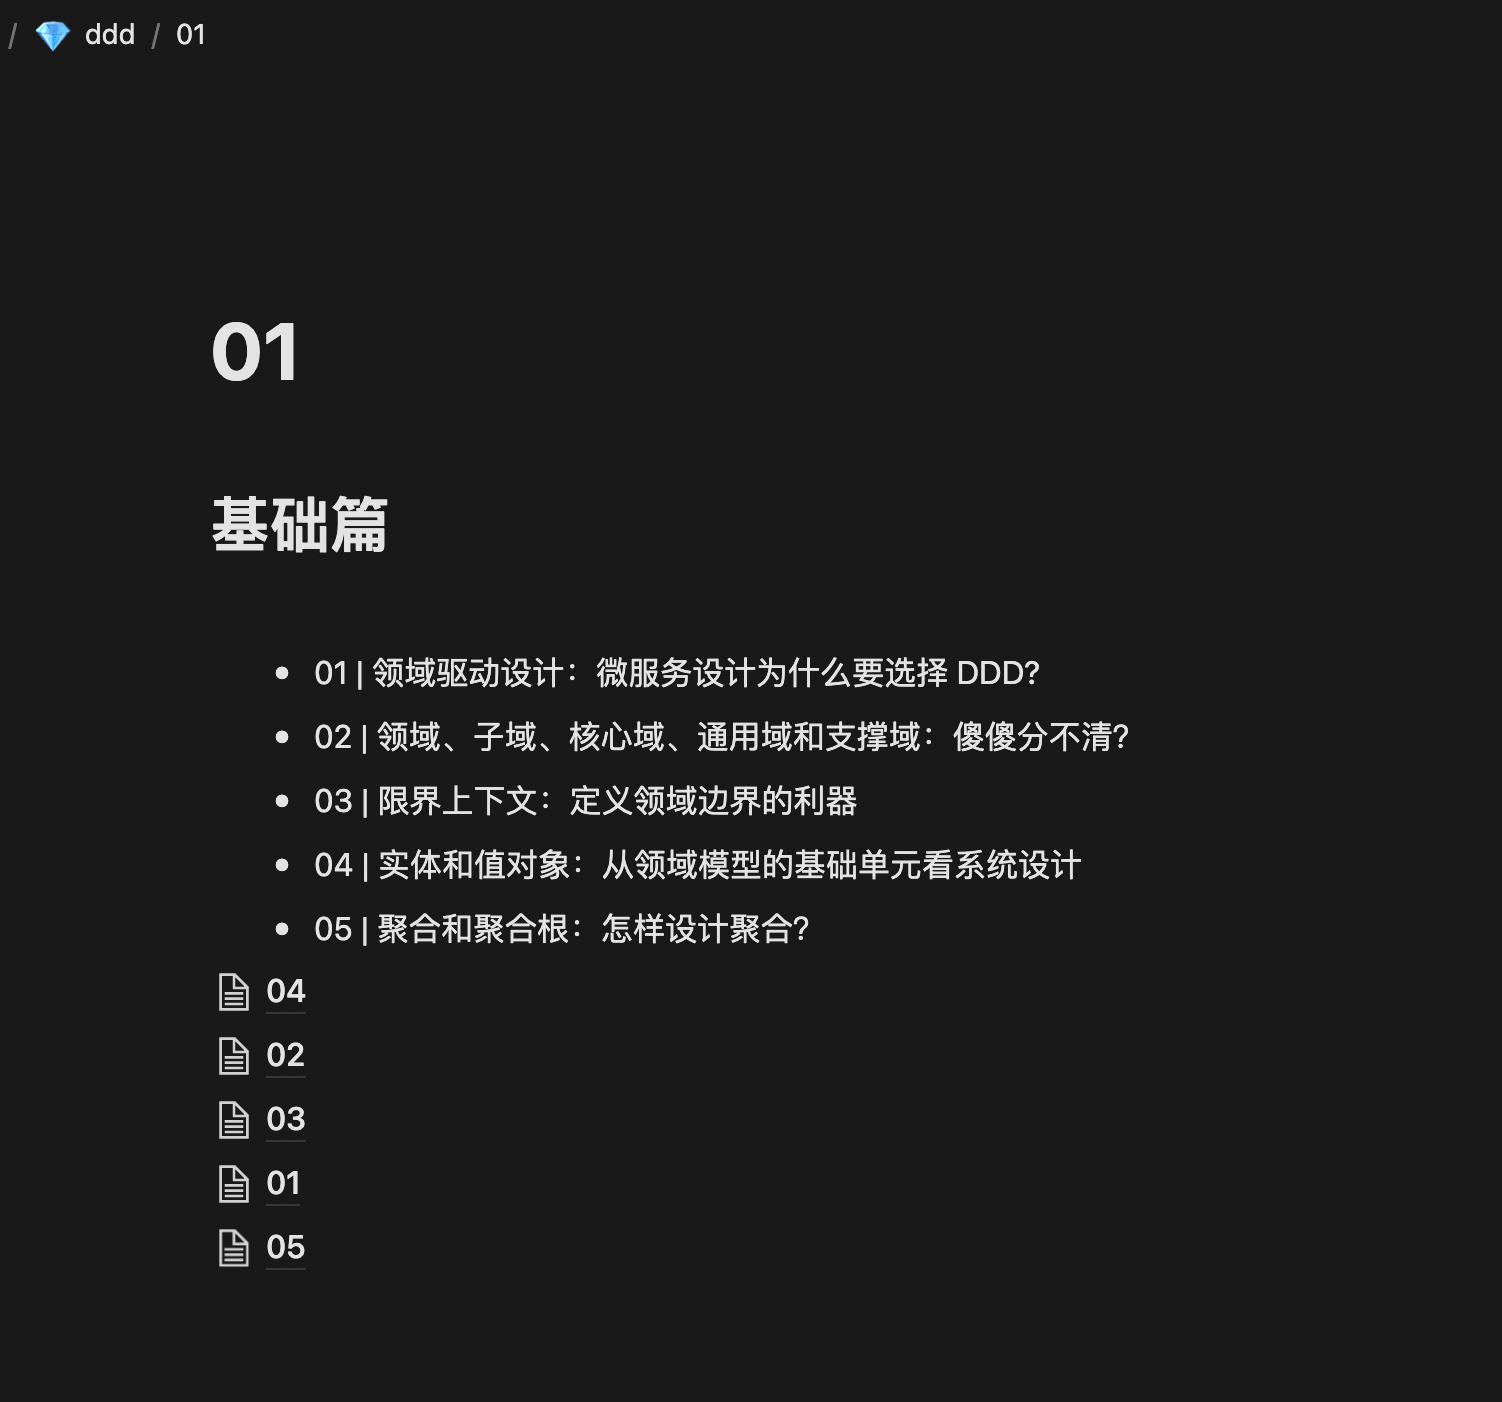 / ddd / 01
01
基础篇
01 | 领域驱动设计：微服务设计为什么要选择 DDD?
02 | 领域、子域、核心域、通用域和支撑域：傻傻分不清?
03 | 限界上下文：定义领域边界的利器
04 | 实体和值对象：从领域模型的基础单元看系统设计
05 | 聚合和聚合根：怎样设计聚合?
04
02
03
01
05